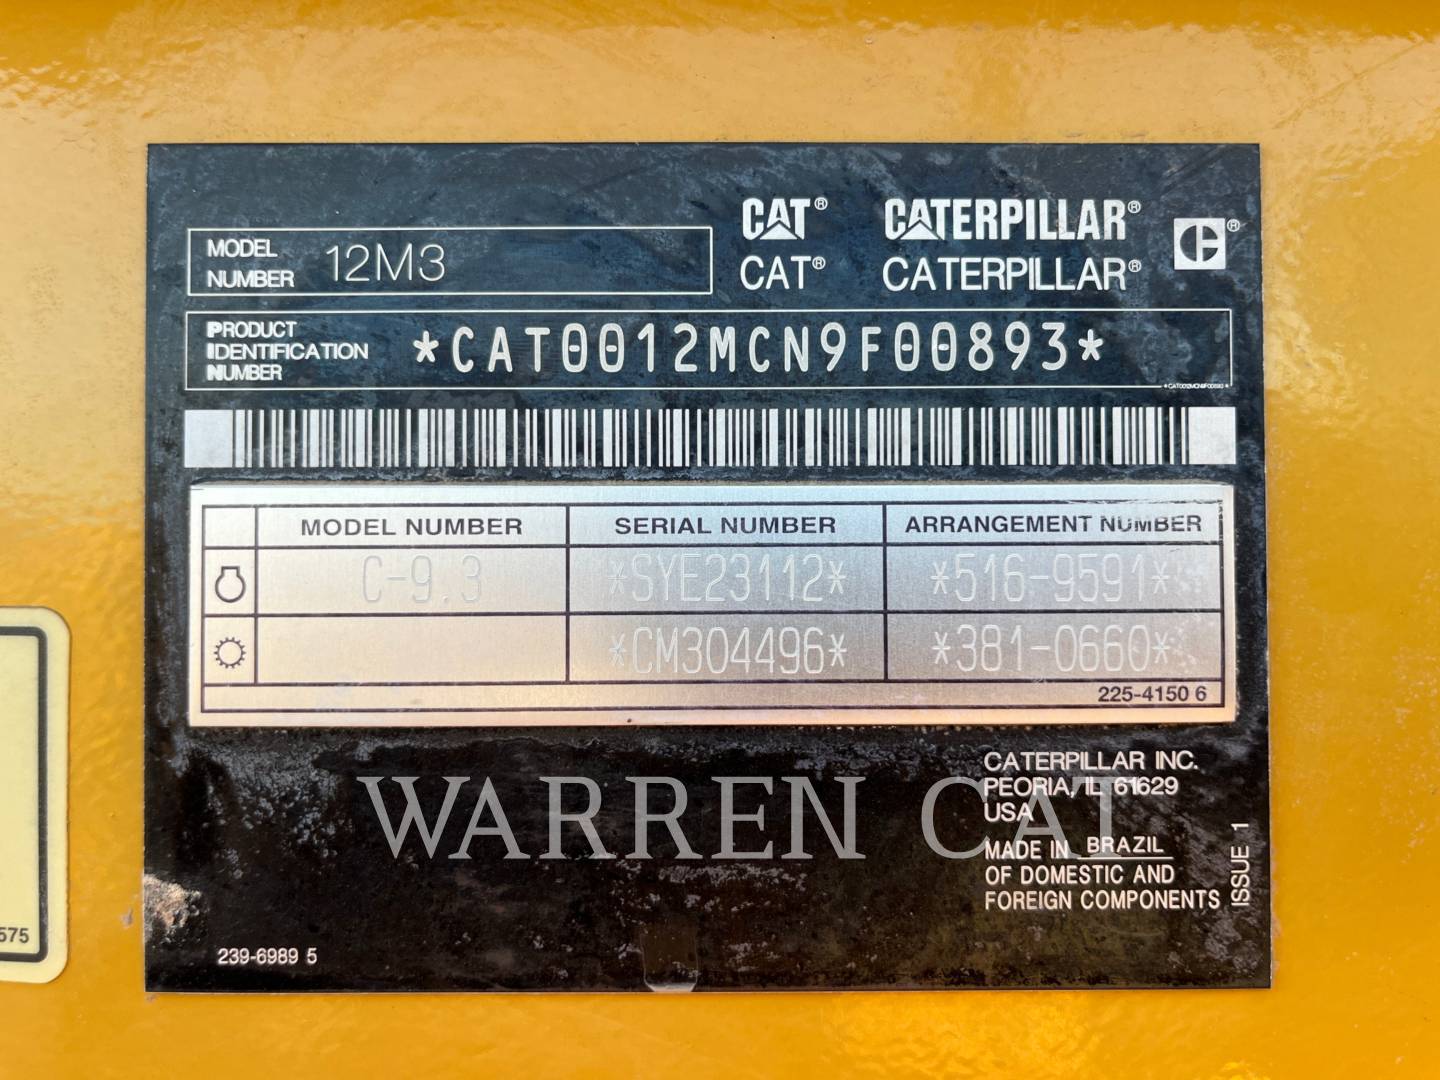 CAT® CATERPILLAR®
CAT® CATERPILLAR®
®
MODEL NUMBER 12M3
PRODUCT IDENTIFICATION NUMBER *CAT0012MCN9F00893*
*CAT0012MCN9F00893*
MODEL NUMBER SERIAL NUMBER ARRANGEMENT NUMBER
C-9.3 *SYE23112* *516-9591*
*CM304496* *381-0660*
225-4150 6
CATERPILLAR INC.
PEORIA, IL 61629
USA
WARREN CAT
MADE IN BRAZIL
OF DOMESTIC AND
FOREIGN COMPONENTS
ISSUE 1
239-6989 5
575